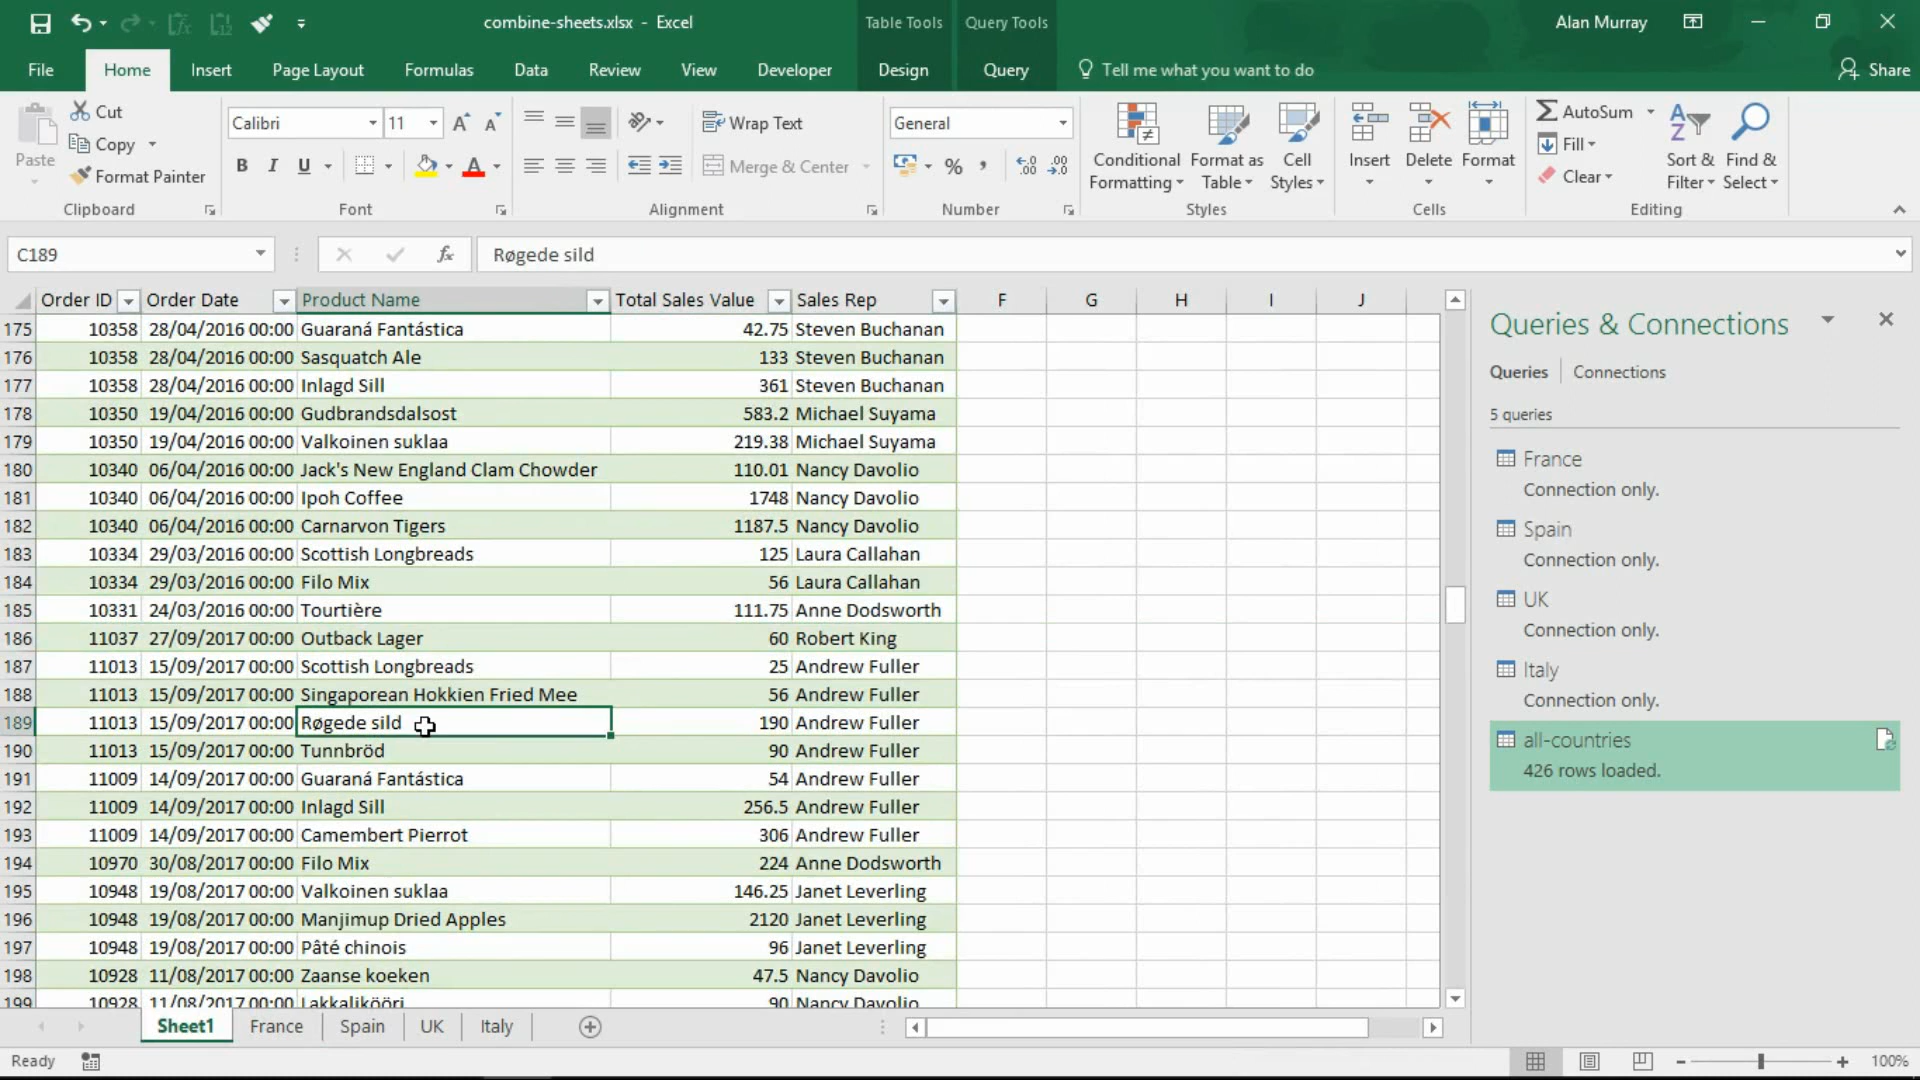 combine-sheets.xlsx - Excel
Table Tools
Query Tools
Alan Murray
File
Home
Insert
Page Layout
Formulas
Data
Review
View
Developer
Design
Query
Tell me what you want to do
Share
Paste
Cut
Copy
Format Painter
Clipboard
Calibri
11
B I U
Font
Wrap Text
Merge & Center
Alignment
General
%
Number
Conditional Formatting
Format as Table
Cell Styles
Styles
Insert
Delete
Format
Cells
AutoSum
Fill
Clear
Sort & Filter
Find & Select
Editing
C189
fx
Røgede sild
Order ID Order Date Product Name Total Sales Value Sales Rep F G H I J
175 10358 28/04/2016 00:00 Guaraná Fantástica 42.75 Steven Buchanan
176 10358 28/04/2016 00:00 Sasquatch Ale 133 Steven Buchanan
177 10358 28/04/2016 00:00 Inlagd Sill 361 Steven Buchanan
178 10350 19/04/2016 00:00 Gudbrandsdalsost 583.2 Michael Suyama
179 10350 19/04/2016 00:00 Valkoinen suklaa 219.38 Michael Suyama
180 10340 06/04/2016 00:00 Jack's New England Clam Chowder 110.01 Nancy Davolio
181 10340 06/04/2016 00:00 Ipoh Coffee 1748 Nancy Davolio
182 10340 06/04/2016 00:00 Carnarvon Tigers 1187.5 Nancy Davolio
183 10334 29/03/2016 00:00 Scottish Longbreads 125 Laura Callahan
184 10334 29/03/2016 00:00 Filo Mix 56 Laura Callahan
185 10331 24/03/2016 00:00 Tourtière 111.75 Anne Dodsworth
186 11037 27/09/2017 00:00 Outback Lager 60 Robert King
187 11013 15/09/2017 00:00 Scottish Longbreads 25 Andrew Fuller
188 11013 15/09/2017 00:00 Singaporean Hokkien Fried Mee 56 Andrew Fuller
189 11013 15/09/2017 00:00 Røgede sild 190 Andrew Fuller
190 11013 15/09/2017 00:00 Tunnbröd 90 Andrew Fuller
191 11009 14/09/2017 00:00 Guaraná Fantástica 54 Andrew Fuller
192 11009 14/09/2017 00:00 Inlagd Sill 256.5 Andrew Fuller
193 11009 14/09/2017 00:00 Camembert Pierrot 306 Andrew Fuller
194 10970 30/08/2017 00:00 Filo Mix 224 Anne Dodsworth
195 10948 19/08/2017 00:00 Valkoinen suklaa 146.25 Janet Leverling
196 10948 19/08/2017 00:00 Manjimup Dried Apples 2120 Janet Leverling
197 10948 19/08/2017 00:00 Pâté chinois 96 Janet Leverling
198 10928 11/08/2017 00:00 Zaanse koeken 47.5 Nancy Davolio
199 10928 11/08/2017 00:00 Lakkalikööri 90 Nancy Davolio
Queries & Connections
Queries
Connections
5 queries
France
Connection only.
Spain
Connection only.
UK
Connection only.
Italy
Connection only.
all-countries
426 rows loaded.
Sheet1
France
Spain
UK
Italy
Ready
100%